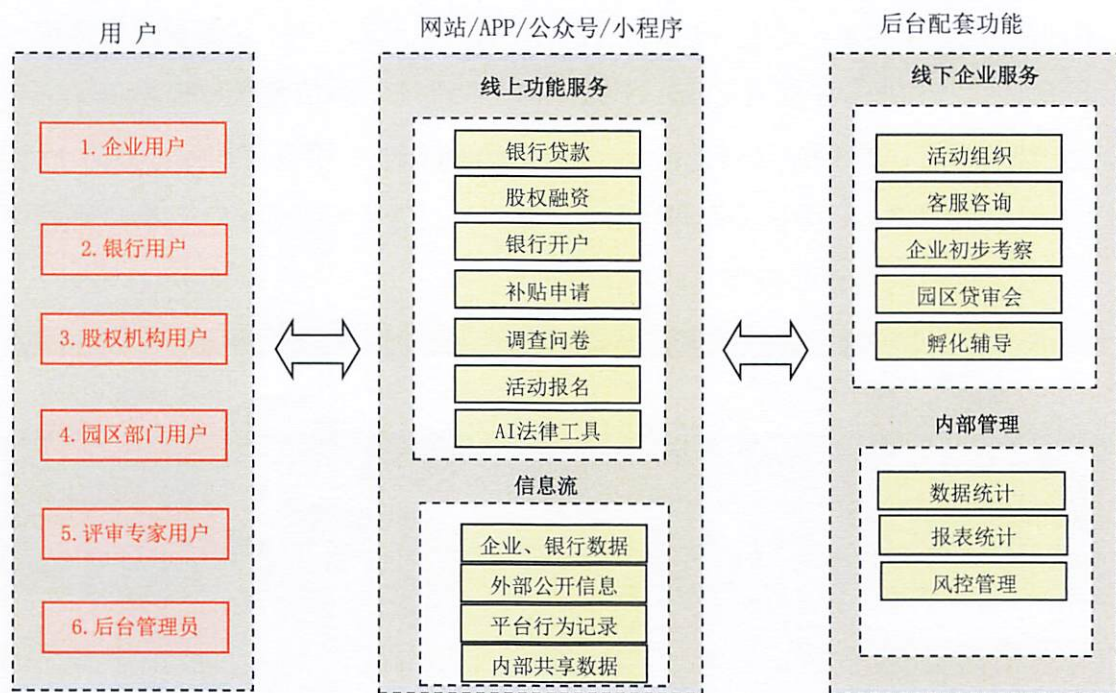 用 户
1.企业用户
2.银行用户
3.股权机构用户
4.园区部门用户
5.评审专家用户
6.后台管理员
网站/APP/公众号/小程序
线上功能服务
银行贷款
股权融资
银行开户
补贴申请
调查问卷
活动报名
AI法律工具
信息流
企业、银行数据
外部公开信息
平台行为记录
内部共享数据
后台配套功能
线下企业服务
活动组织
客服咨询
企业初步考察
园区贷审会
孵化辅导
内部管理
数据统计
报表统计
风控管理